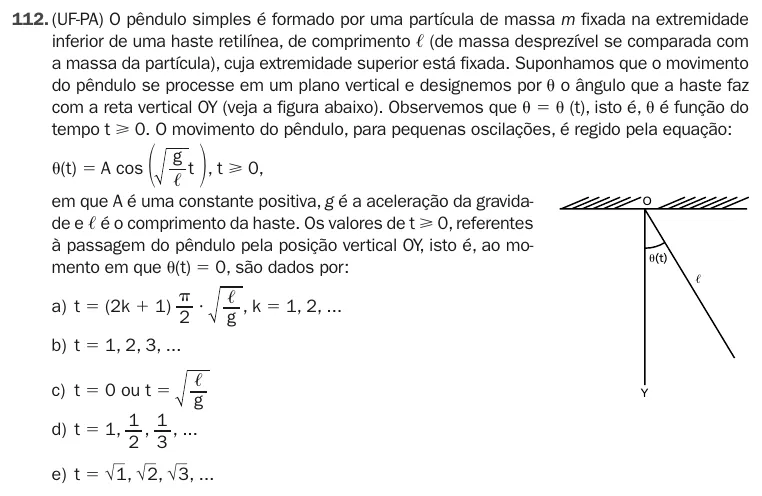 112. (UF-PA) O pêndulo simples é formado por uma partícula de massa m fixada na extremidade
inferior de uma haste retilínea, de comprimento ℓ (de massa desprezível se comparada com
a massa da partícula), cuja extremidade superior está fixada. Suponhamos que o movimento
do pêndulo se processe em um plano vertical e designemos por θ o ângulo que a haste faz
com a reta vertical OY (veja a figura abaixo). Observemos que θ = θ (t), isto é, θ é função do
tempo t ⩾ 0. O movimento do pêndulo, para pequenas oscilações, é regido pela equação:
θ(t) = A cos (√(g/ℓ) t), t ⩾ 0,
em que A é uma constante positiva, g é a aceleração da gravida-
de e ℓ é o comprimento da haste. Os valores de t ⩾ 0, referentes
à passagem do pêndulo pela posição vertical OY, isto é, ao mo-
mento em que θ(t) = 0, são dados por:
a) t = (2k + 1) π/2 · √(ℓ/g), k = 1, 2, ...
b) t = 1, 2, 3, ...
c) t = 0 ou t = √(ℓ/g)
d) t = 1, 1/2, 1/3, ...
e) t = √1, √2, √3, ...
O
θ(t)
ℓ
Y